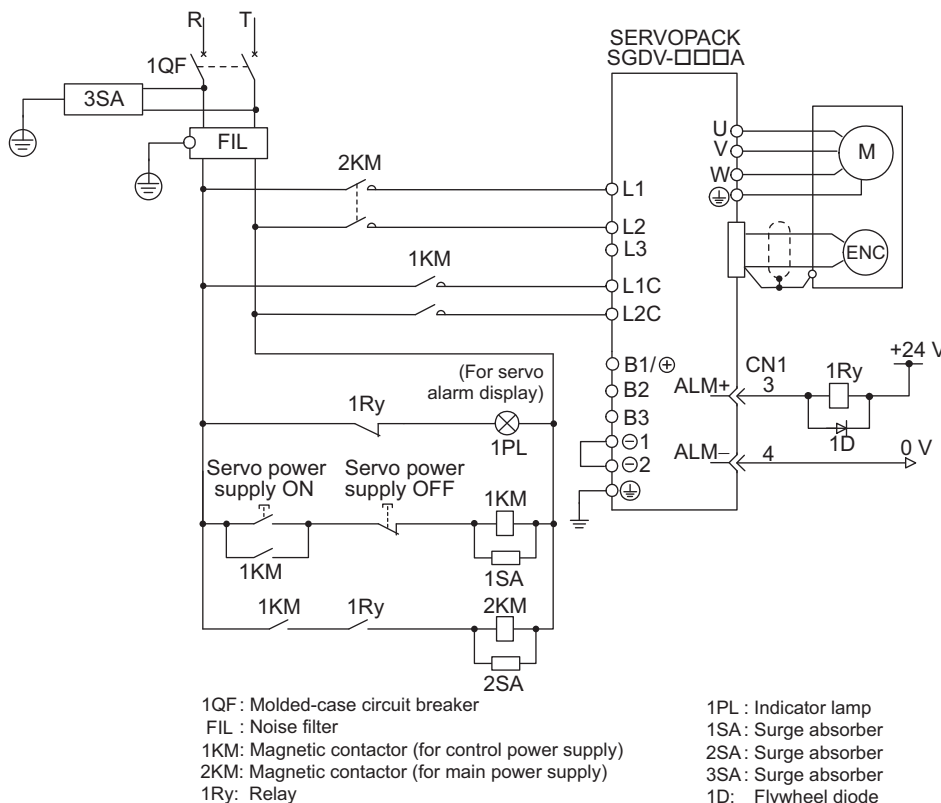 R T
SERVOPACK
SGDV-□□□A
1QF
3SA
FIL
U
V
W
M
2KM
L1
L2
L3
ENC
1KM
L1C
L2C
+24 V
(For servo
alarm display)
B1/⊕
B2
B3
⊖1
⊖2
ALM+
CN1
3
1Ry
1D
ALM−
4
0 V
1Ry
1PL
Servo power
supply ON
Servo power
supply OFF
1KM
1KM
1SA
1KM
1Ry
2KM
2SA
1QF: Molded-case circuit breaker
FIL : Noise filter
1KM: Magnetic contactor (for control power supply)
2KM: Magnetic contactor (for main power supply)
1Ry: Relay
1PL : Indicator lamp
1SA: Surge absorber
2SA: Surge absorber
3SA: Surge absorber
1D: Flywheel diode